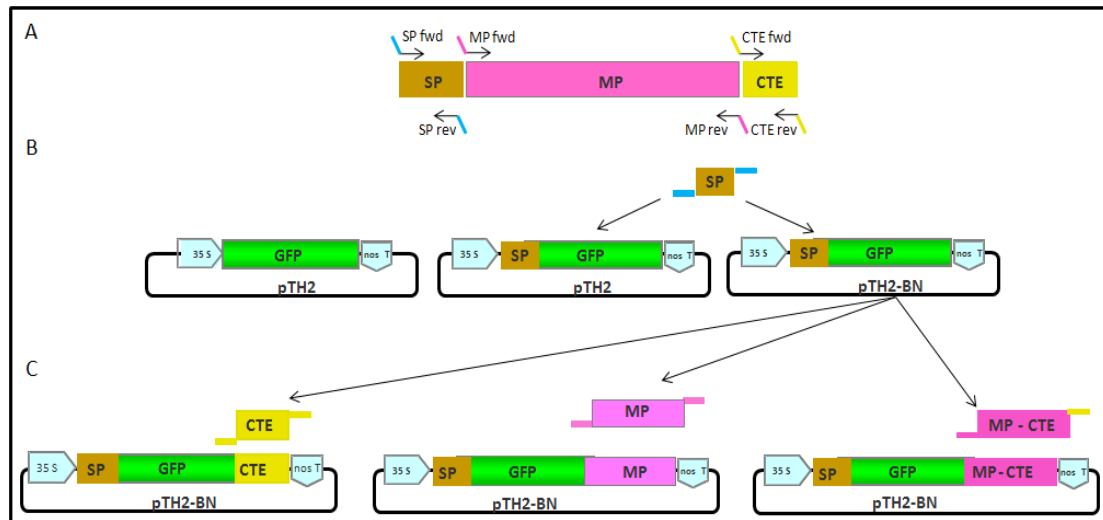 A
SP fwd MP fwd CTE fwd
SP MP CTE
SP rev MP rev CTE rev
B
SP
35 S GFP nos T
pTH2
35 S SP GFP nos T
pTH2
35 S SP GFP nos T
pTH2-BN
C
CTE
MP
MP - CTE
35 S SP GFP CTE nos T
pTH2-BN
35 S SP GFP MP nos T
pTH2-BN
35 S SP GFP MP-CTE nos T
pTH2-BN